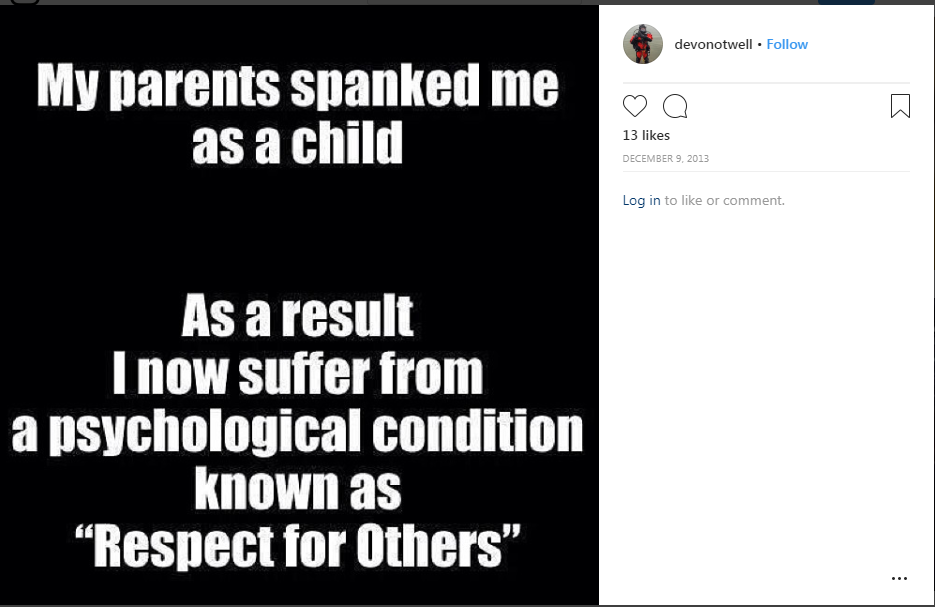 My parents spanked me
as a child
As a result
I now suffer from
a psychological condition
known as
“Respect for Others”
devonotwell • Follow
13 likes
DECEMBER 9, 2013
Log in to like or comment.